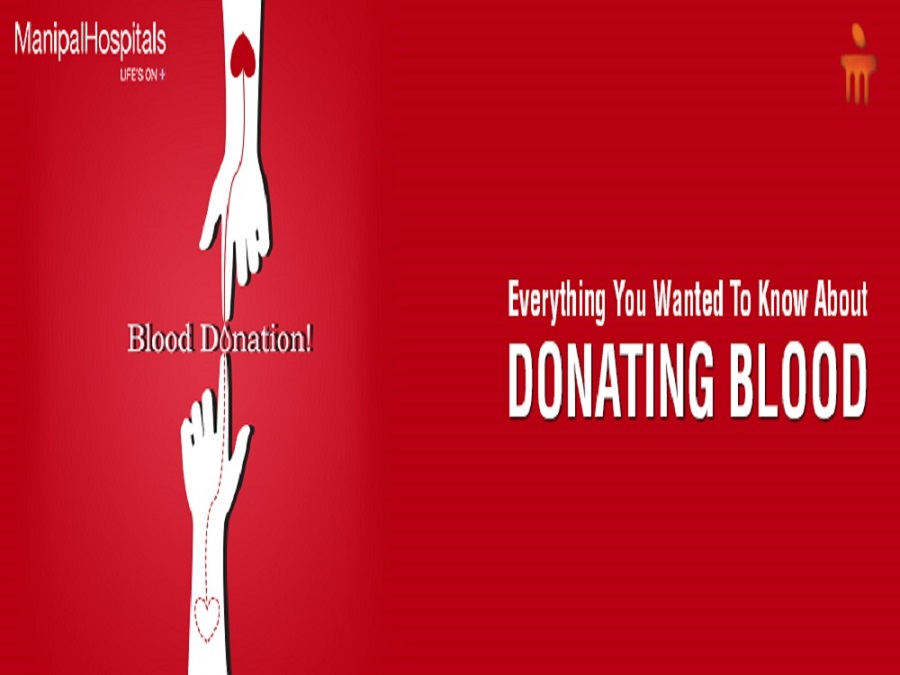 ManipalHospitals
LIFE'S ON +
Blood Donation!
Everything You Wanted To Know About
DONATING BLOOD